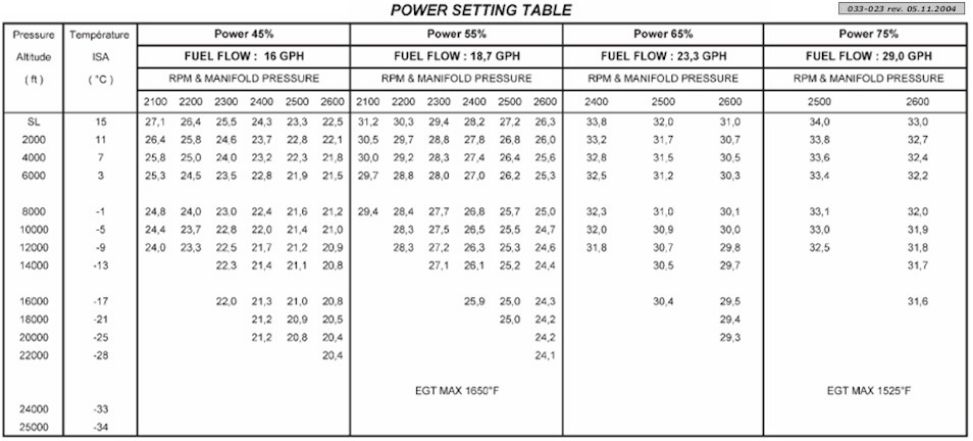 POWER SETTING TABLE
033-023 rev. 05.11.2004
Pressure Température Power 45% Power 55% Power 65% Power 75%
Altitude ISA FUEL FLOW : 16 GPH FUEL FLOW : 18,7 GPH FUEL FLOW : 23,3 GPH FUEL FLOW : 29,0 GPH
( ft ) ( °C ) RPM & MANIFOLD PRESSURE RPM & MANIFOLD PRESSURE RPM & MANIFOLD PRESSURE RPM & MANIFOLD PRESSURE
2100 2200 2300 2400 2500 2600 2100 2200 2300 2400 2500 2600 2400 2500 2600 2500 2600
SL 15 27,1 26,4 25,5 24,3 23,3 22,5 31,2 30,3 29,4 28,2 27,2 26,3 33,8 32,0 31,0 34,0 33,0
2000 11 26,4 25,8 24,6 23,7 22,8 22,1 30,5 29,7 28,8 27,8 26,8 26,0 33,2 31,7 30,7 33,8 32,7
4000 7 25,8 25,0 24,0 23,2 22,3 21,8 30,0 29,2 28,3 27,4 26,4 25,6 32,8 31,5 30,5 33,6 32,4
6000 3 25,3 24,5 23,5 22,8 21,9 21,5 29,7 28,8 28,0 27,0 26,2 25,3 32,5 31,2 30,3 33,4 32,2
8000 -1 24,8 24,0 23,0 22,4 21,6 21,2 29,4 28,4 27,7 26,8 25,7 25,0 32,3 31,0 30,1 33,1 32,0
10000 -5 24,4 23,7 22,8 22,0 21,4 21,0 28,3 27,5 26,5 25,5 24,7 32,0 30,9 30,0 33,0 31,9
12000 -9 24,0 23,3 22,5 21,7 21,2 20,9 28,3 27,2 26,3 25,3 24,6 31,8 30,7 29,8 32,5 31,8
14000 -13 22,3 21,4 21,1 20,8 27,1 26,1 25,2 24,4 30,5 29,7 31,7
16000 -17 22,0 21,3 21,0 20,8 25,9 25,0 24,3 30,4 29,5 31,6
18000 -21 21,2 20,9 20,5 25,0 24,2 29,4
20000 -25 21,2 20,8 20,4 24,2 29,3
22000 -28 20,4 24,1
EGT MAX 1650°F EGT MAX 1525°F
24000 -33
25000 -34